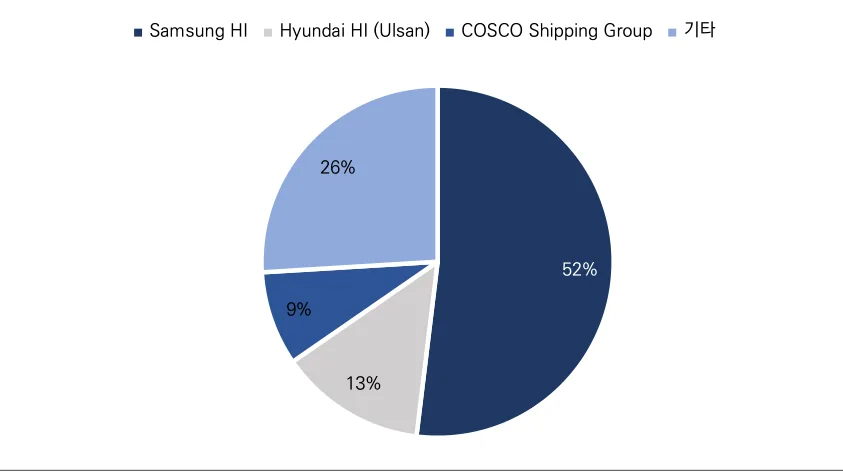 Samsung HI Hyundai HI (Ulsan) COSCO Shipping Group 기타
26%
52%
9%
13%